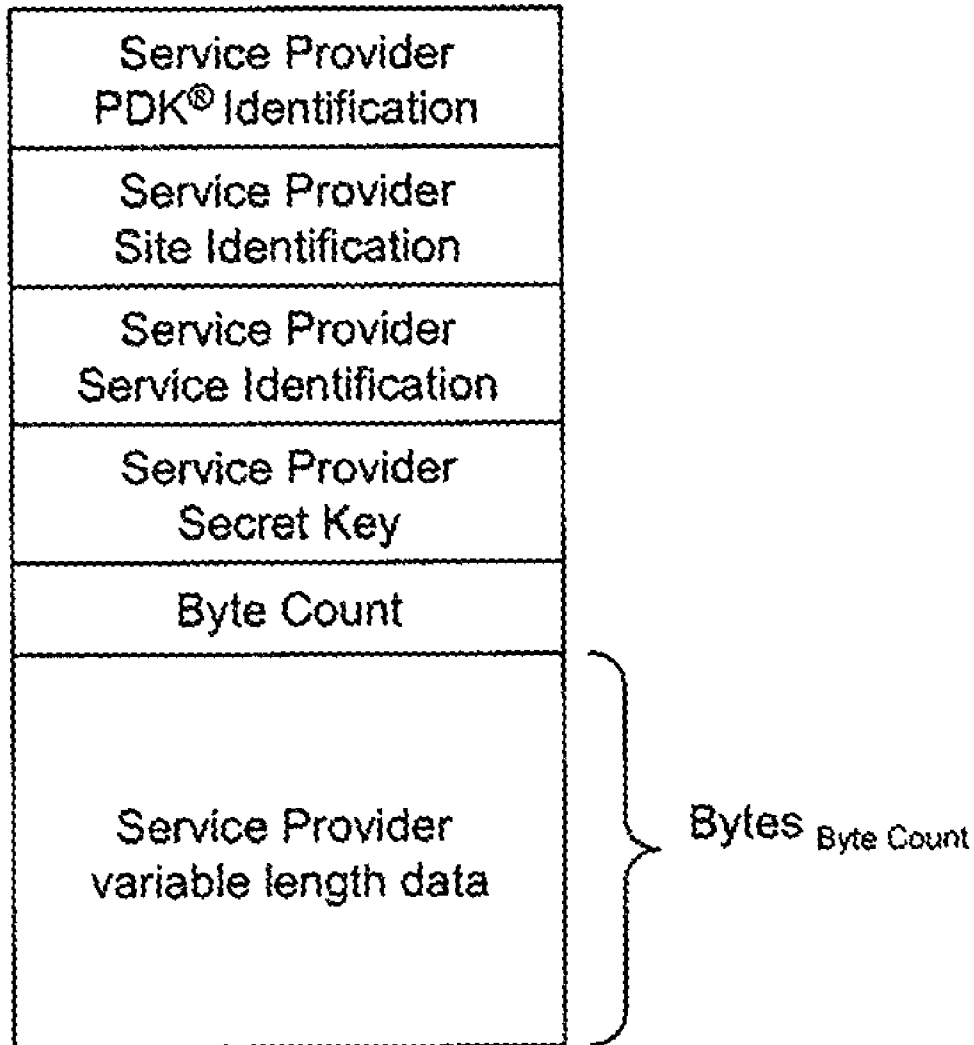 Service Provider
PDK® Identification
Service Provider
Site Identification
Service Provider
Service Identification
Service Provider
Secret Key
Byte Count
Service Provider
variable length data
Bytes Byte Count